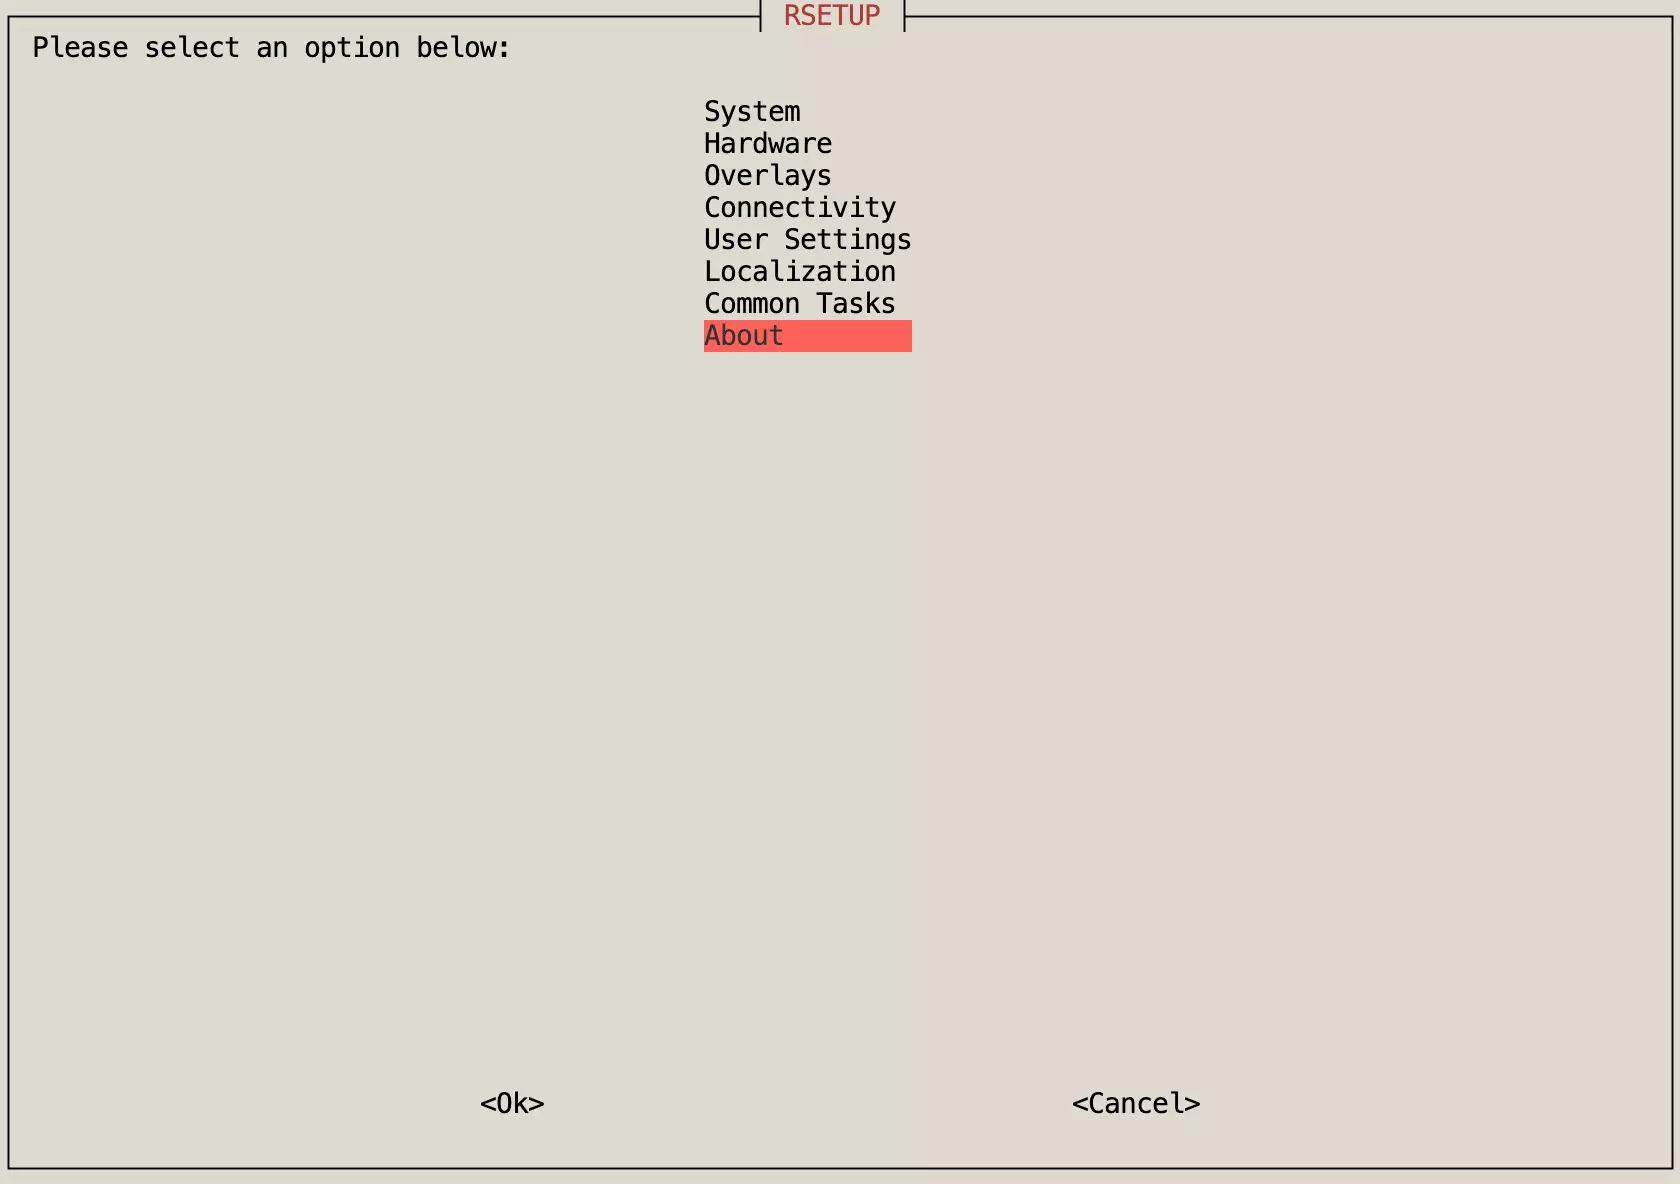 RSETUP
Please select an option below:
System
Hardware
Overlays
Connectivity
User Settings
Localization
Common Tasks
About
<Ok> <Cancel>